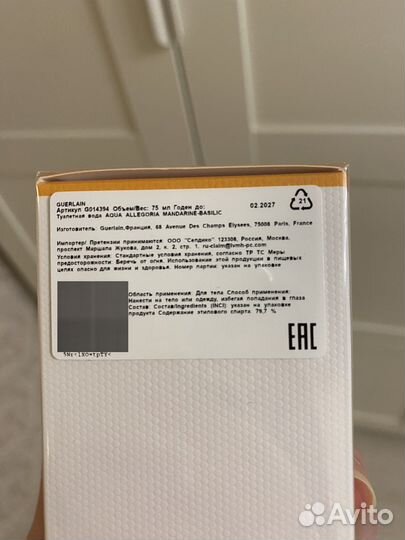 GUERLAIN
Артикул G014394 Объем/Вес: 75 мл Годен до: 02.2027
Туалетная вода AQUA ALLEGORIA MANDARINE-BASILIC
21
Изготовитель: Guerlain,Франция, 68 Avenue Des Champs Elysees, 75008 Paris, France
Импортер/ Претензии принимаются: ООО "Селдико" 123308, Россия, Москва,
проспект Маршала Жукова, дом 2, к. 2, стр. 1. ru-claim@lvmh-pc.com
Условия хранения: Стандартные условия хранения, согласно ТР ТС Меры
предосторожности: Беречь от огня. Использование этой продукции в пищевых
целях опасно для жизни и здоровья. Номер партии: указан на упаковке
Область применения: Для тела Способ применения:
Нанести на тело или одежду, избегая попадания в глаза
Состав: Состав/Ingredients (INCI): указан на упаковке
продукта Содержание этилового спирта: 79,7 %
EAC
Avito